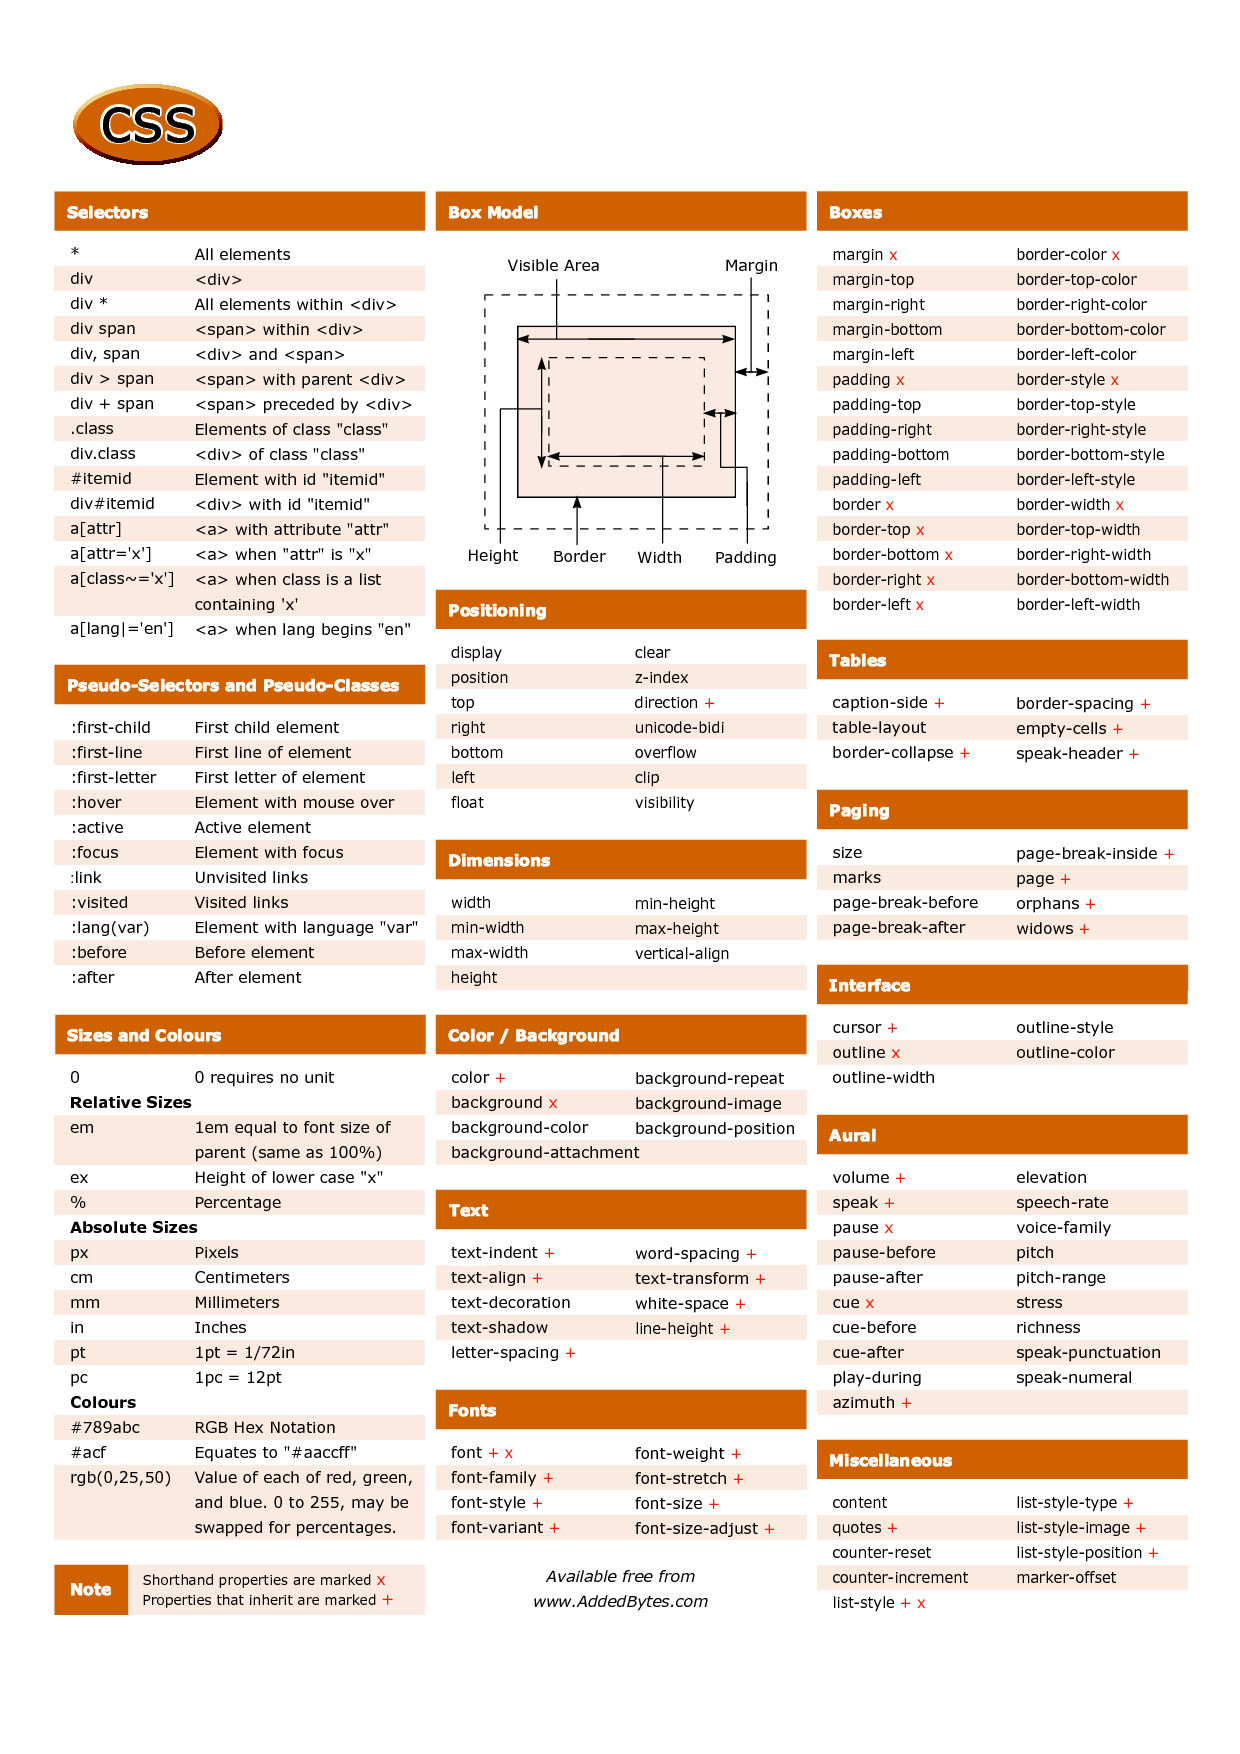 CSS
Selectors
* All elements
div <div>
div * All elements within <div>
div span <span> within <div>
div, span <div> and <span>
div > span <span> with parent <div>
div + span <span> preceded by <div>
.class Elements of class "class"
div.class <div> of class "class"
#itemid Element with id "itemid"
div#itemid <div> with id "itemid"
a[attr] <a> with attribute "attr"
a[attr='x'] <a> when "attr" is "x"
a[class~='x'] <a> when class is a list
containing 'x'
a[lang|='en'] <a> when lang begins "en"
Pseudo-Selectors and Pseudo-Classes
:first-child First child element
:first-line First line of element
:first-letter First letter of element
:hover Element with mouse over
:active Active element
:focus Element with focus
:link Unvisited links
:visited Visited links
:lang(var) Element with language "var"
:before Before element
:after After element
Sizes and Colours
0 0 requires no unit
Relative Sizes
em 1em equal to font size of
parent (same as 100%)
ex Height of lower case "x"
% Percentage
Absolute Sizes
px Pixels
cm Centimeters
mm Millimeters
in Inches
pt 1pt = 1/72in
pc 1pc = 12pt
Colours
#789abc RGB Hex Notation
#acf Equates to "#aaccff"
rgb(0,25,50) Value of each of red, green,
and blue. 0 to 255, may be
swapped for percentages.
Note
Shorthand properties are marked x
Properties that inherit are marked +
Box Model
Visible Area Margin
Height Border Width Padding
Positioning
display clear
position z-index
top direction +
right unicode-bidi
bottom overflow
left clip
float visibility
Dimensions
width min-height
min-width max-height
max-width vertical-align
height
Color / Background
color + background-repeat
background x background-image
background-color background-position
background-attachment
Text
text-indent + word-spacing +
text-align + text-transform +
text-decoration white-space +
text-shadow line-height +
letter-spacing +
Fonts
font + x font-weight +
font-family + font-stretch +
font-style + font-size +
font-variant + font-size-adjust +
Available free from
www.AddedBytes.com
Boxes
margin x border-color x
margin-top border-top-color
margin-right border-right-color
margin-bottom border-bottom-color
margin-left border-left-color
padding x border-style x
padding-top border-top-style
padding-right border-right-style
padding-bottom border-bottom-style
padding-left border-left-style
border x border-width x
border-top x border-top-width
border-bottom x border-right-width
border-right x border-bottom-width
border-left x border-left-width
Tables
caption-side + border-spacing +
table-layout empty-cells +
border-collapse + speak-header +
Paging
size page-break-inside +
marks page +
page-break-before orphans +
page-break-after widows +
Interface
cursor + outline-style
outline x outline-color
outline-width
Aural
volume + elevation
speak + speech-rate
pause x voice-family
pause-before pitch
pause-after pitch-range
cue x stress
cue-before richness
cue-after speak-punctuation
play-during speak-numeral
azimuth +
Miscellaneous
content list-style-type +
quotes + list-style-image +
counter-reset list-style-position +
counter-increment marker-offset
list-style + x